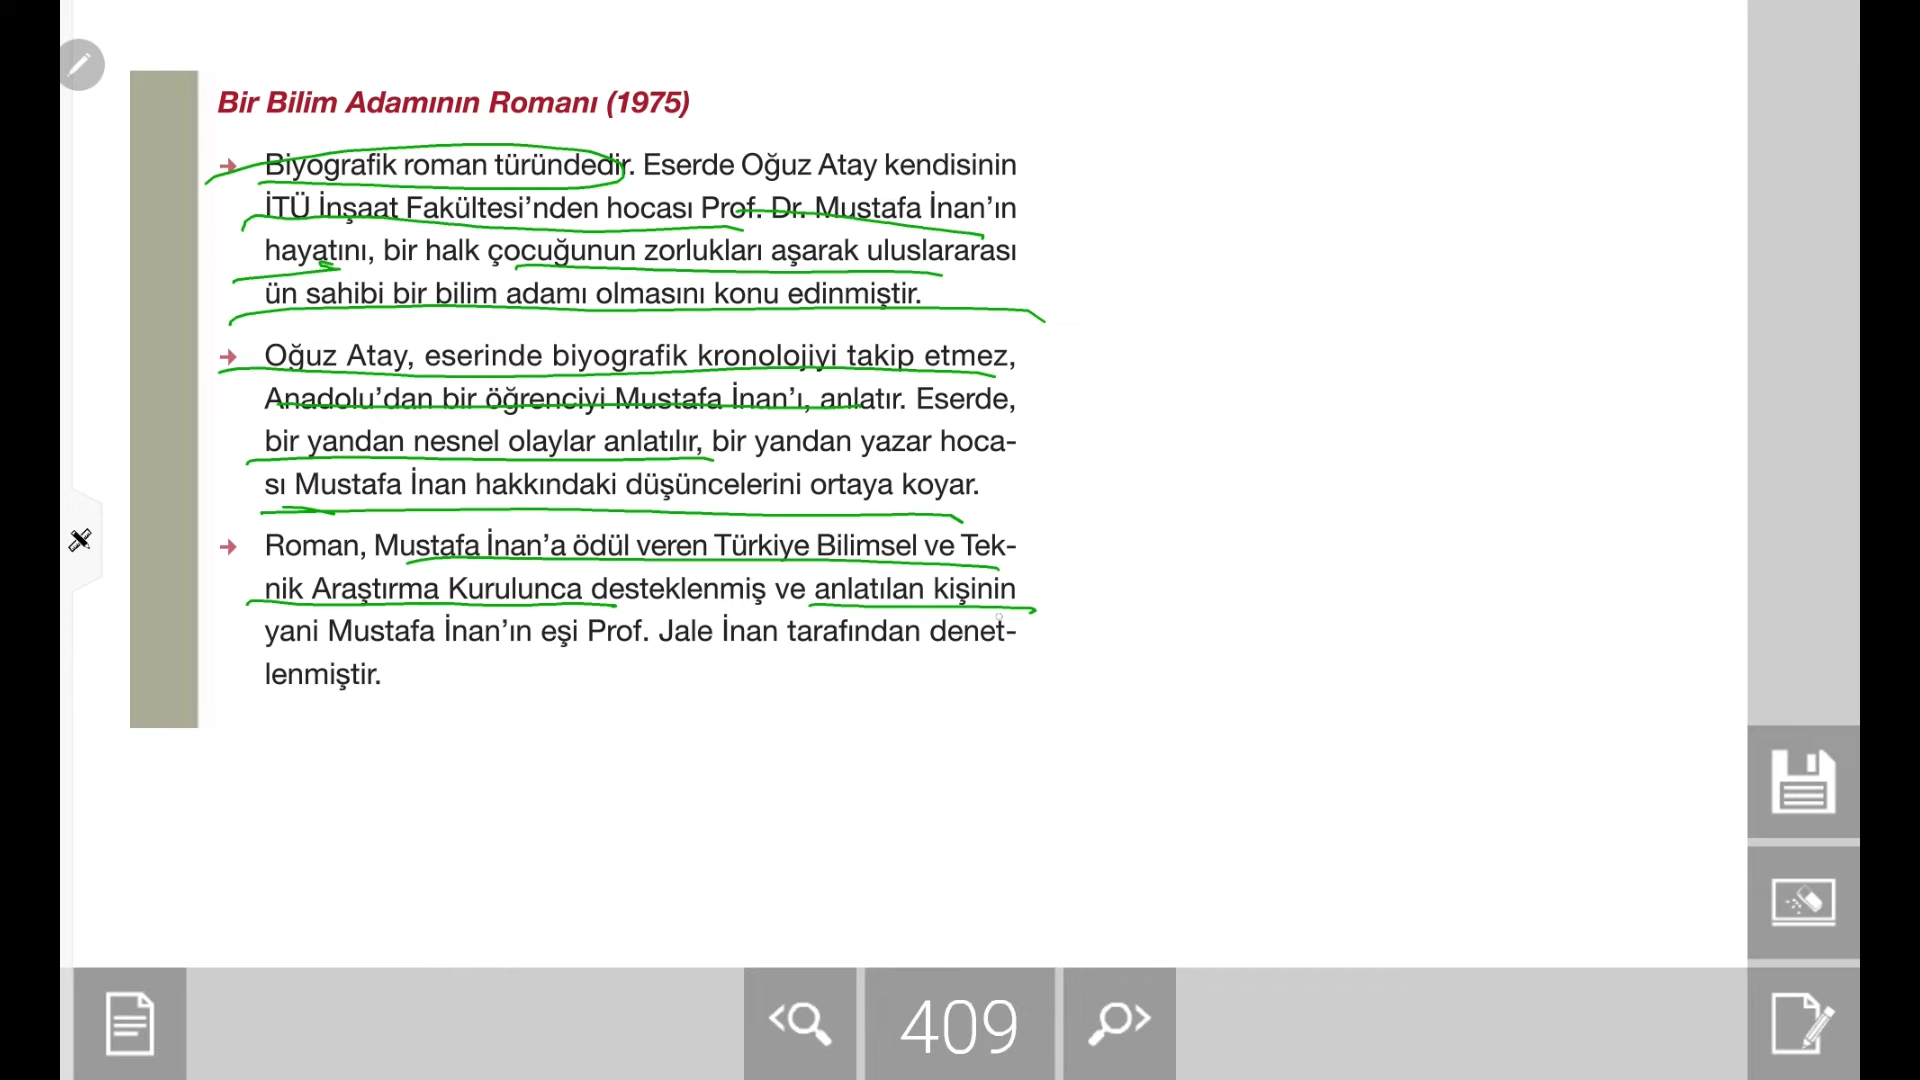 Bir Bilim Adamının Romanı (1975)
Biyografik roman türündedir. Eserde Oğuz Atay kendisinin
İTÜ İnşaat Fakültesi’nden hocası Prof. Dr. Mustafa İnan’ın
hayatını, bir halk çocuğunun zorlukları aşarak uluslararası
ün sahibi bir bilim adamı olmasını konu edinmiştir.
Oğuz Atay, eserinde biyografik kronolojiyi takip etmez,
Anadolu’dan bir öğrenciyi Mustafa İnan’ı, anlatır. Eserde,
bir yandan nesnel olaylar anlatılır, bir yandan yazar hoca-
sı Mustafa İnan hakkındaki düşüncelerini ortaya koyar.
Roman, Mustafa İnan’a ödül veren Türkiye Bilimsel ve Tek-
nik Araştırma Kurulunca desteklenmiş ve anlatılan kişinin
yani Mustafa İnan’ın eşi Prof. Jale İnan tarafından denet-
lenmiştir.
409